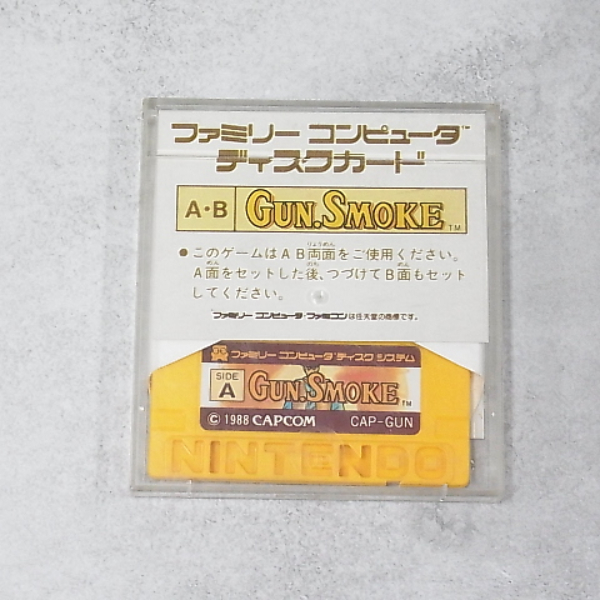 ファミリー コンピュータ™
ディスクカード
A・B GUN.SMOKE™
●このゲームはAB両面をご使用ください。
A面をセットした後、つづけてB面もセット
してください。
ファミリー コンピュータ・ファミコンは任天堂の商標です。
ファミリー コンピュータ ディスク システム
SIDE A GUN.SMOKE™
© 1988 CAPCOM CAP-GUN
NINTENDO